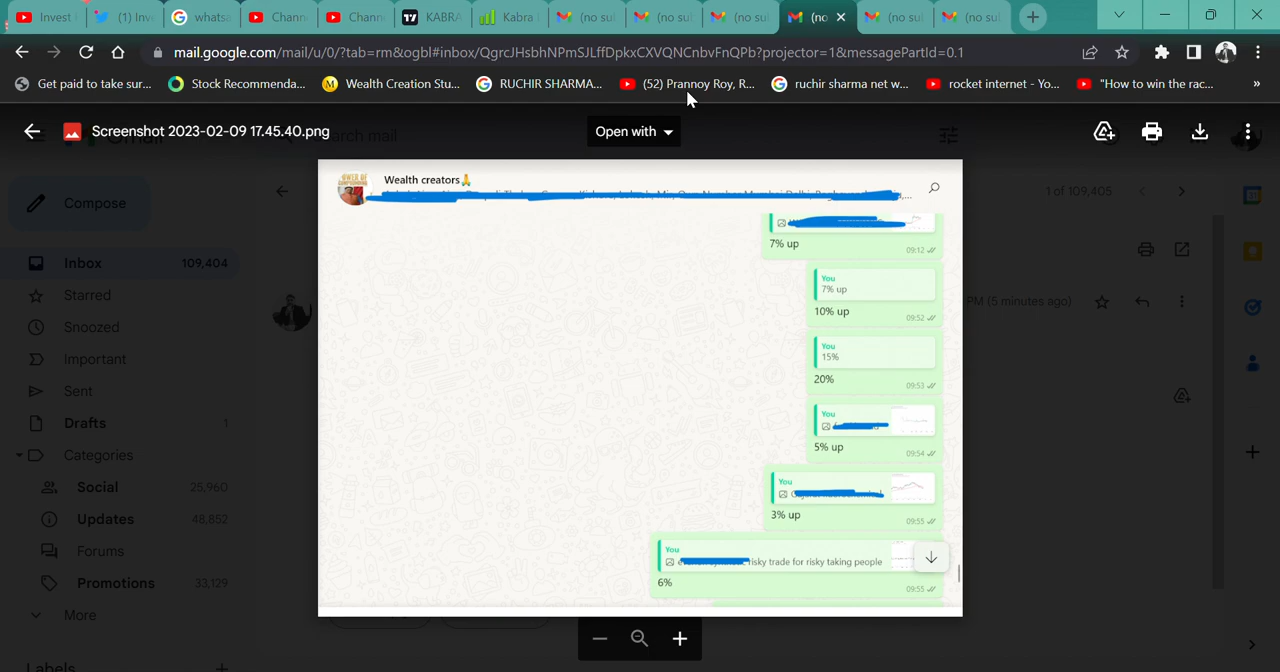 Invest
(1) Inve
whatsa
Chann
Chann
KABRA
Kabra
(no sul
(no sul
(no sul
(no
(no sul
(no sul
mail.google.com/mail/u/0/?tab=rm&ogbl#inbox/QgrcJHsbhNPmSJLffDpkxCXVQNCnbvFnQPb?projector=1&messagePartId=0.1
Get paid to take sur...
Stock Recommenda...
Wealth Creation Stu...
RUCHIR SHARMA...
(52) Prannoy Roy, R...
ruchir sharma net w...
rocket internet - Yo...
"How to win the rac...
»
Screenshot 2023-02-09 17.45.40.png
Open with
search mail
Compose
1 of 109,405
Inbox 109,404
Starred
Snoozed
Important
Sent
Drafts 1
Categories
Social 25,960
Updates 48,852
Forums
Promotions 33,129
More
Labels
PM (5 minutes ago)
Wealth creators🙏
7% up
09:12
You
7% up
10% up
09:52
You
15%
20%
09:53
You
5% up
09:54
You
3% up
09:55
You
risky trade for risky taking people
6%
09:55